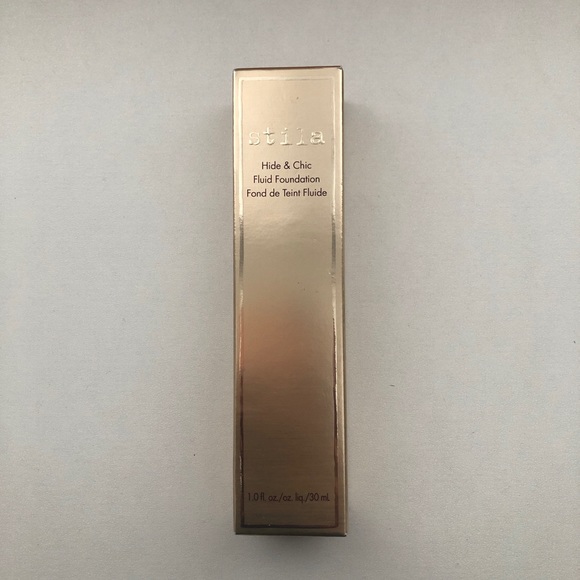 stila
Hide & Chic
Fluid Foundation
Fond de Teint Fluide
1.0 fl. oz./oz. liq./30 mL